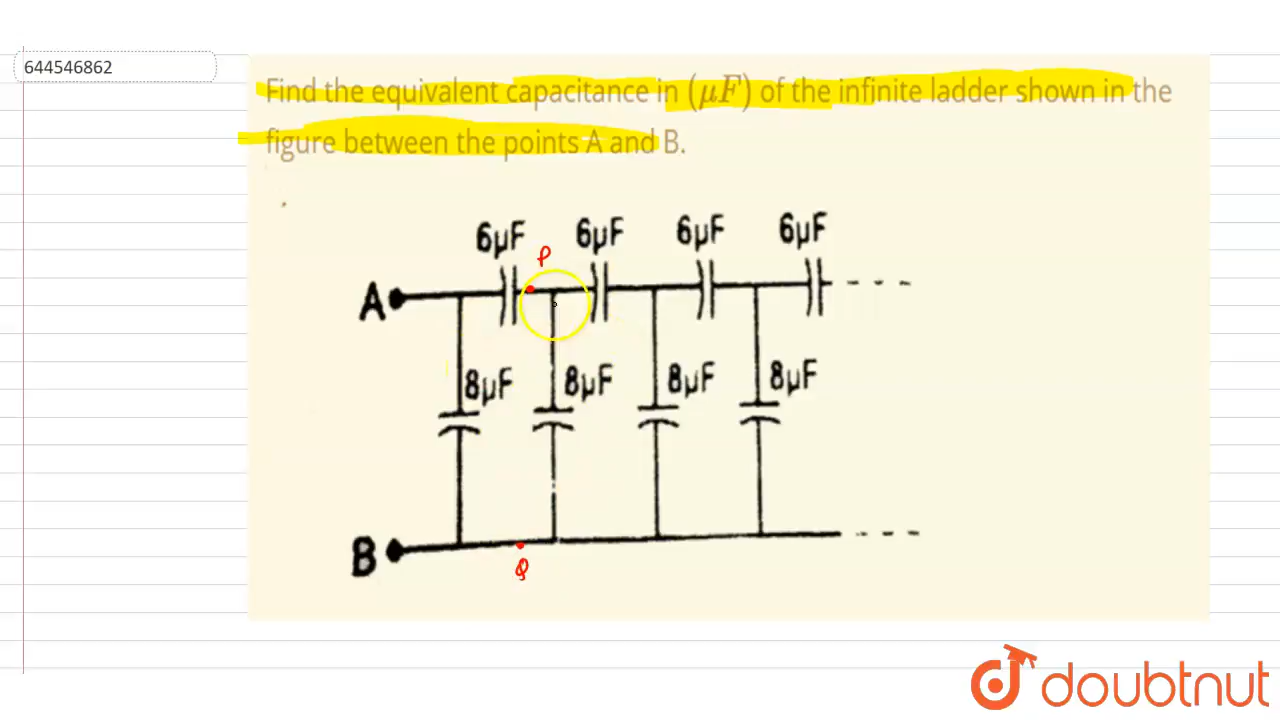 644546862
Find the equivalent capacitance in (μF) of the infinite ladder shown in the
figure between the points A and B.
6μF 6μF 6μF 6μF
P
A
8μF 8μF 8μF 8μF
B
Q
doubtnut